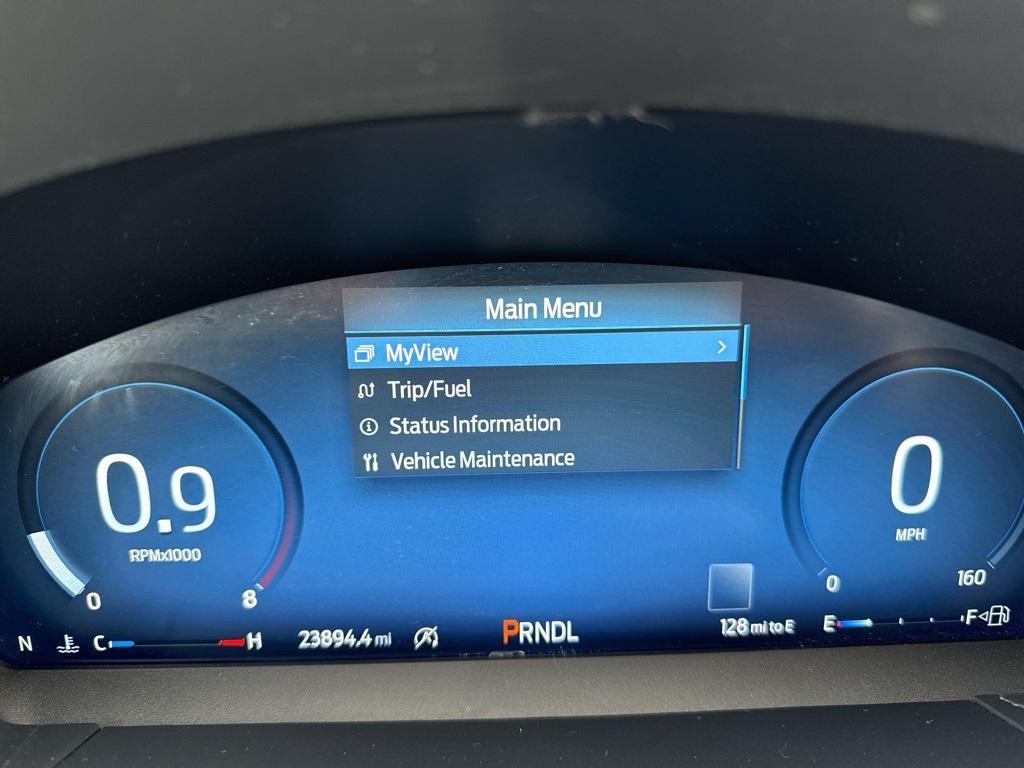 Main Menu
MyView
Trip/Fuel
Status Information
Vehicle Maintenance
0.9
RPMx1000
0
8
0
MPH
0
160
N
C
H
23894.4 mi
PRNDL
128 mi to E
E
F